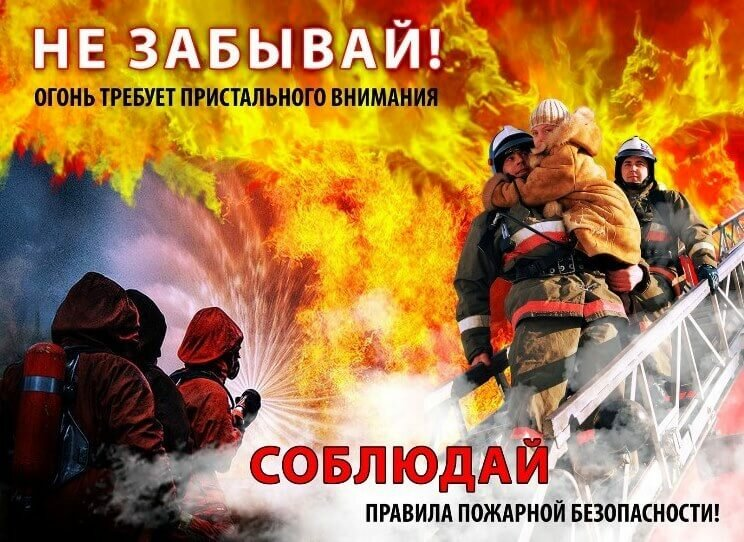 НЕ ЗАБЫВАЙ!
ОГОНЬ ТРЕБУЕТ ПРИСТАЛЬНОГО ВНИМАНИЯ
СОБЛЮДАЙ
ПРАВИЛА ПОЖАРНОЙ БЕЗОПАСНОСТИ!